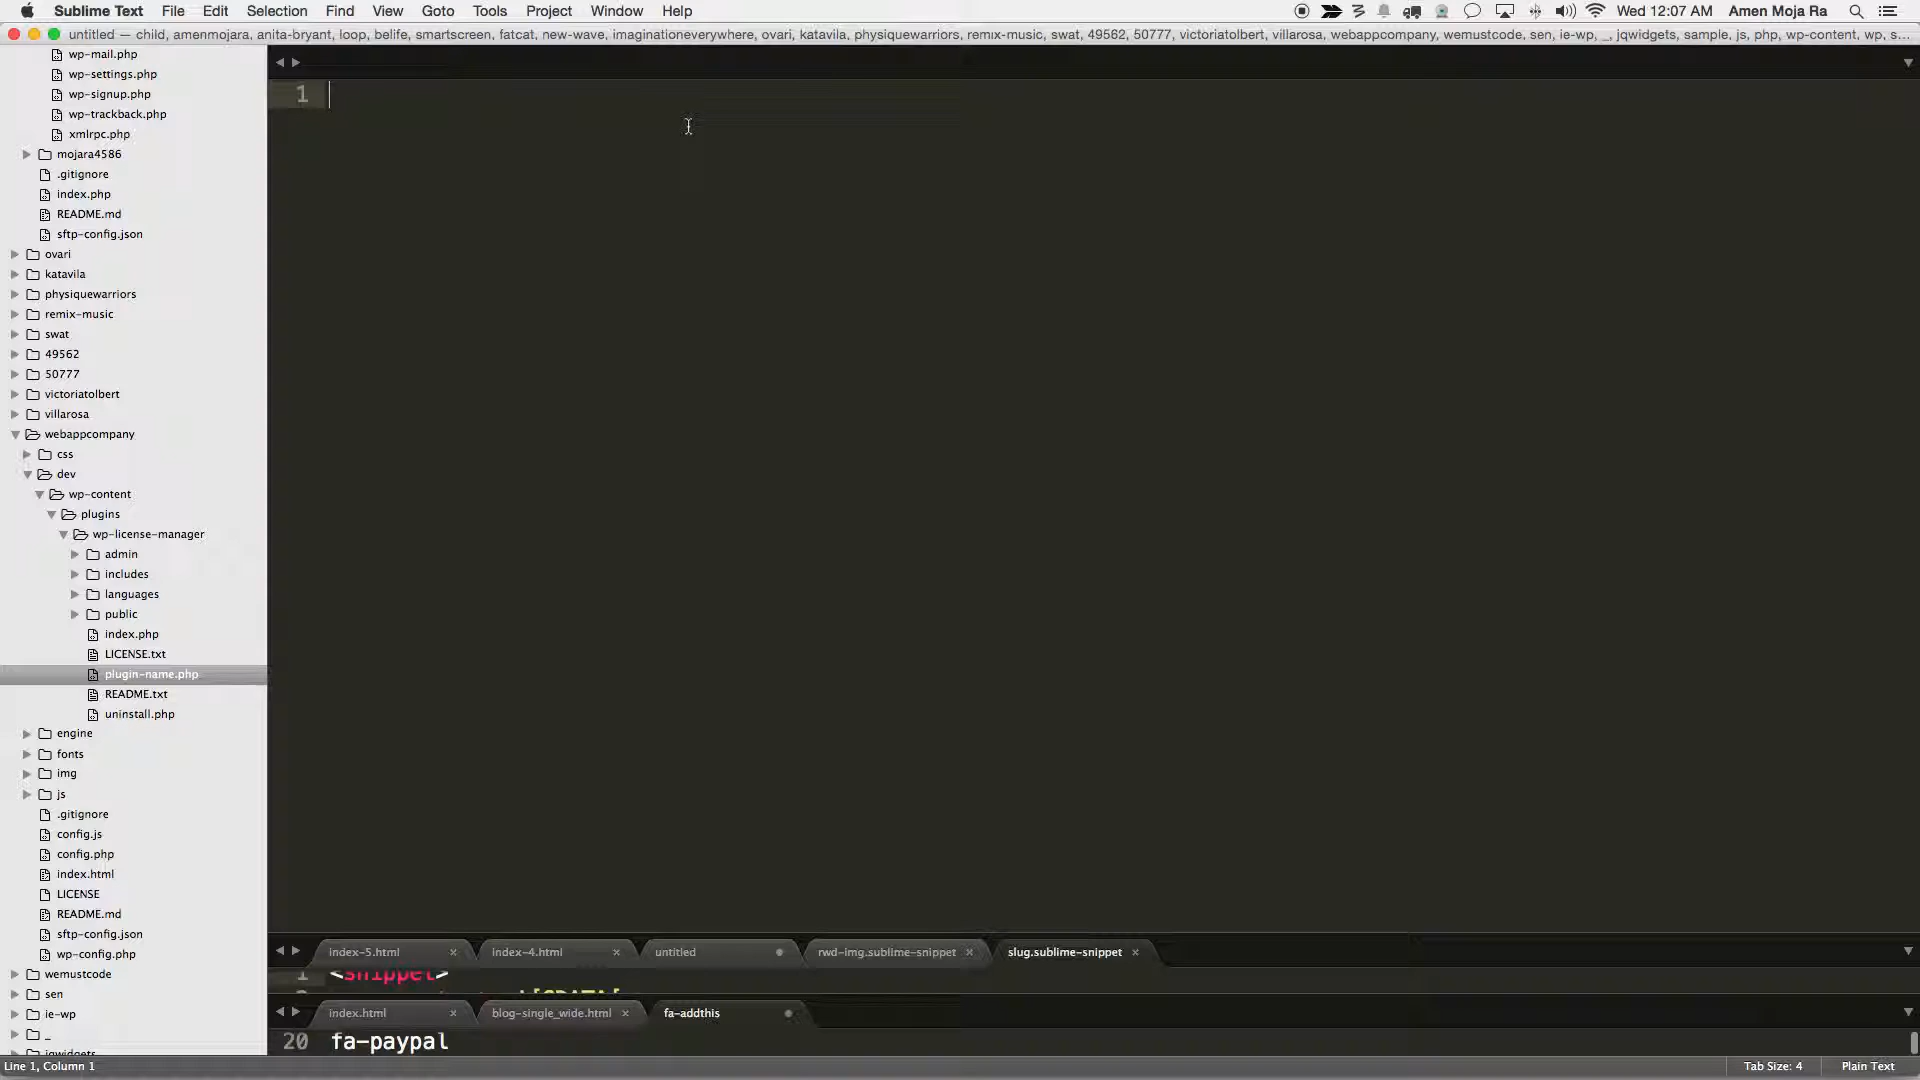 Sublime Text File Edit Selection Find View Goto Tools Project Window Help Wed 12:07 AM Amen Moja Ra
untitled — child, amenmojara, anita-bryant, loop, belife, smartscreen, fatcat, new-wave, imaginationeverywhere, ovari, katavila, physiquewarriors, remix-music, swat, 49562, 50777, victoriatolbert, villarosa, webappcompany, wemustcode, sen, ie-wp, _, jqwidgets, sample, js, php, wp-content, wp, s...
wp-mail.php
wp-settings.php
wp-signup.php
wp-trackback.php
xmlrpc.php
mojara4586
.gitignore
index.php
README.md
sftp-config.json
ovari
katavila
physiquewarriors
remix-music
swat
49562
50777
victoriatolbert
villarosa
webappcompany
css
dev
wp-content
plugins
wp-license-manager
admin
includes
languages
public
index.php
LICENSE.txt
plugin-name.php
README.txt
uninstall.php
engine
fonts
img
js
.gitignore
config.js
config.php
index.html
LICENSE
README.md
sftp-config.json
wp-config.php
wemustcode
sen
ie-wp
_
jqwidgets
1
index-5.html × index-4.html × untitled rwd-img.sublime-snippet × slug.sublime-snippet ×
1 <snippet>
index.html × blog-single_wide.html × fa-addthis
20 fa-paypal
Line 1, Column 1 Tab Size: 4 Plain Text